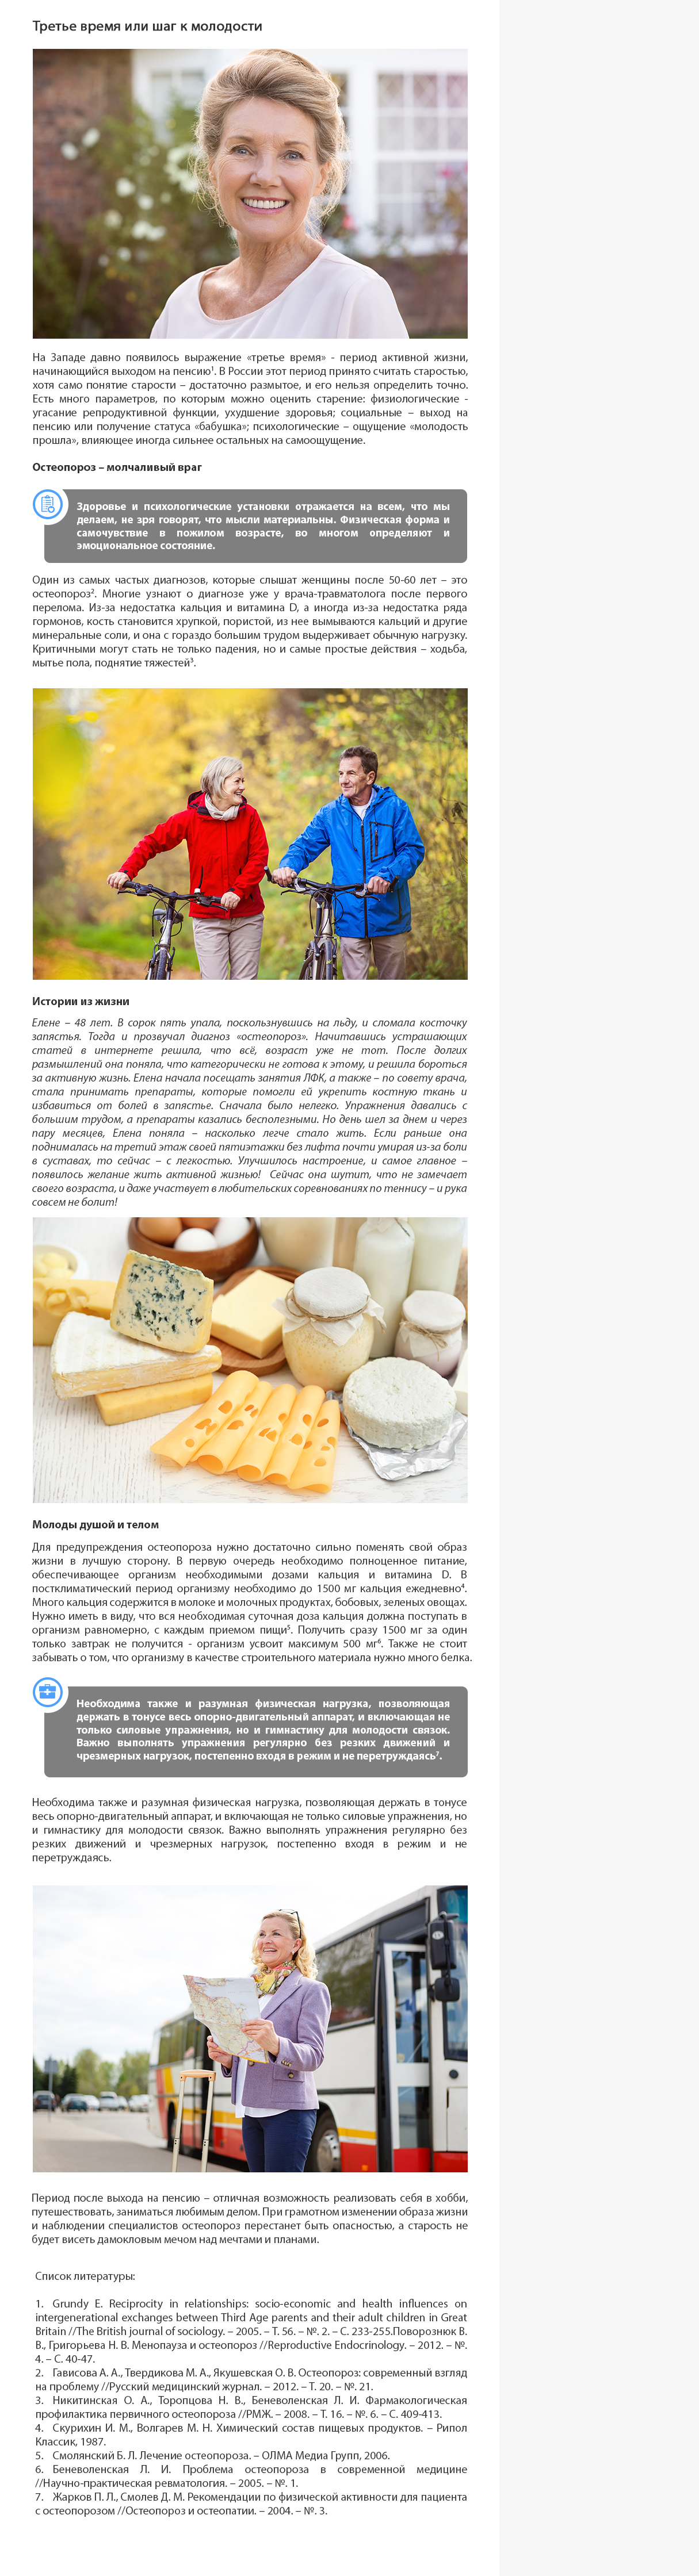 Третье время или шаг к молодости
На Западе давно появилось выражение «третье время» - период активной жизни,
начинающийся выходом на пенсию¹. В России этот период принято считать старостью,
хотя само понятие старости – достаточно размытое, и его нельзя определить точно.
Есть много параметров, по которым можно оценить старение: физиологические -
угасание репродуктивной функции, ухудшение здоровья; социальные – выход на
пенсию или получение статуса «бабушка»; психологические – ощущение «молодость
прошла», влияющее иногда сильнее остальных на самоощущение.
Остеопороз – молчаливый враг
Здоровье и психологические установки отражается на всем, что мы
делаем, не зря говорят, что мысли материальны. Физическая форма и
самочувствие в пожилом возрасте, во многом определяют и
эмоциональное состояние.
Один из самых частых диагнозов, которые слышат женщины после 50-60 лет – это
остеопороз². Многие узнают о диагнозе уже у врача-травматолога после первого
перелома. Из-за недостатка кальция и витамина D, а иногда из-за недостатка ряда
гормонов, кость становится хрупкой, пористой, из нее вымываются кальций и другие
минеральные соли, и она с гораздо большим трудом выдерживает обычную нагрузку.
Критичными могут стать не только падения, но и самые простые действия – ходьба,
мытье пола, поднятие тяжестей³.
Истории из жизни
Елене – 48 лет. В сорок пять упала, поскользнувшись на льду, и сломала косточку
запястья. Тогда и прозвучал диагноз «остеопороз». Начитавшись устрашающих
статей в интернете решила, что всё, возраст уже не тот. После долгих
размышлений она поняла, что категорически не готова к этому, и решила бороться
за активную жизнь. Елена начала посещать занятия ЛФК, а также – по совету врача,
стала принимать препараты, которые помогли ей укрепить костную ткань и
избавиться от болей в запястье. Сначала было нелегко. Упражнения давались с
большим трудом, а препараты казались бесполезными. Но день шел за днем и через
пару месяцев, Елена поняла – насколько легче стало жить. Если раньше она
поднималась на третий этаж своей пятиэтажки без лифта почти умирая из-за боли
в суставах, то сейчас – с легкостью. Улучшилось настроение, и самое главное –
появилось желание жить активной жизнью! Сейчас она шутит, что не замечает
своего возраста, и даже участвует в любительских соревнованиях по теннису – и рука
совсем не болит!
Молоды душой и телом
Для предупреждения остеопороза нужно достаточно сильно поменять свой образ
жизни в лучшую сторону. В первую очередь необходимо полноценное питание,
обеспечивающее организм необходимыми дозами кальция и витамина D. В
постклиматический период организму необходимо до 1500 мг кальция ежедневно⁴.
Много кальция содержится в молоке и молочных продуктах, бобовых, зеленых овощах.
Нужно иметь в виду, что вся необходимая суточная доза кальция должна поступать в
организм равномерно, с каждым приемом пищи⁵. Получить сразу 1500 мг за один
только завтрак не получится - организм усвоит максимум 500 мг⁶. Также не стоит
забывать о том, что организму в качестве строительного материала нужно много белка.
Необходима также и разумная физическая нагрузка, позволяющая
держать в тонусе весь опорно-двигательный аппарат, и включающая не
только силовые упражнения, но и гимнастику для молодости связок.
Важно выполнять упражнения регулярно без резких движений и
чрезмерных нагрузок, постепенно входя в режим и не перетруждаясь⁷.
Необходима также и разумная физическая нагрузка, позволяющая держать в тонусе
весь опорно-двигательный аппарат, и включающая не только силовые упражнения, но
и гимнастику для молодости связок. Важно выполнять упражнения регулярно без
резких движений и чрезмерных нагрузок, постепенно входя в режим и не
перетруждаясь.
Период после выхода на пенсию – отличная возможность реализовать себя в хобби,
путешествовать, заниматься любимым делом. При грамотном изменении образа жизни
и наблюдении специалистов остеопороз перестанет быть опасностью, а старость не
будет висеть дамокловым мечом над мечтами и планами.
Список литературы:
1. Grundy E. Reciprocity in relationships: socio-economic and health influences on
intergenerational exchanges between Third Age parents and their adult children in Great
Britain //The British journal of sociology. – 2005. – Т. 56. – №. 2. – С. 233-255.Поворознюк В.
В., Григорьева Н. В. Менопауза и остеопороз //Reproductive Endocrinology. – 2012. – №.
4. – С. 40-47.
2. Гависова А. А., Твердикова М. А., Якушевская О. В. Остеопороз: современный взгляд
на проблему //Русский медицинский журнал. – 2012. – Т. 20. – №. 21.
3. Никитинская О. А., Торопцова Н. В., Беневоленская Л. И. Фармакологическая
профилактика первичного остеопороза //РМЖ. – 2008. – Т. 16. – №. 6. – С. 409-413.
4. Скурихин И. М., Волгарев М. Н. Химический состав пищевых продуктов. – Рипол
Классик, 1987.
5. Смолянский Б. Л. Лечение остеопороза. – ОЛМА Медиа Групп, 2006.
6. Беневоленская Л. И. Проблема остеопороза в современной медицине
//Научно-практическая ревматология. – 2005. – №. 1.
7. Жарков П. Л., Смолев Д. М. Рекомендации по физической активности для пациента
с остеопорозом //Остеопороз и остеопатии. – 2004. – №. 3.